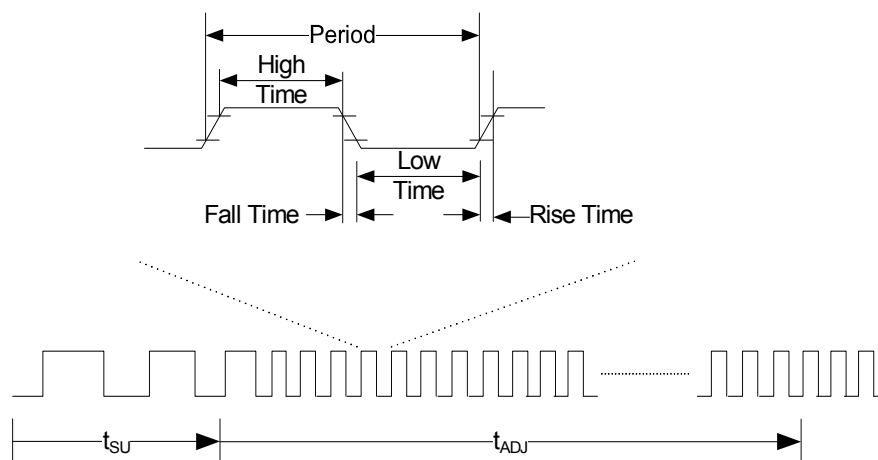 Period
High
Time
Low
Time
Fall Time
Rise Time
tSU
tADJ